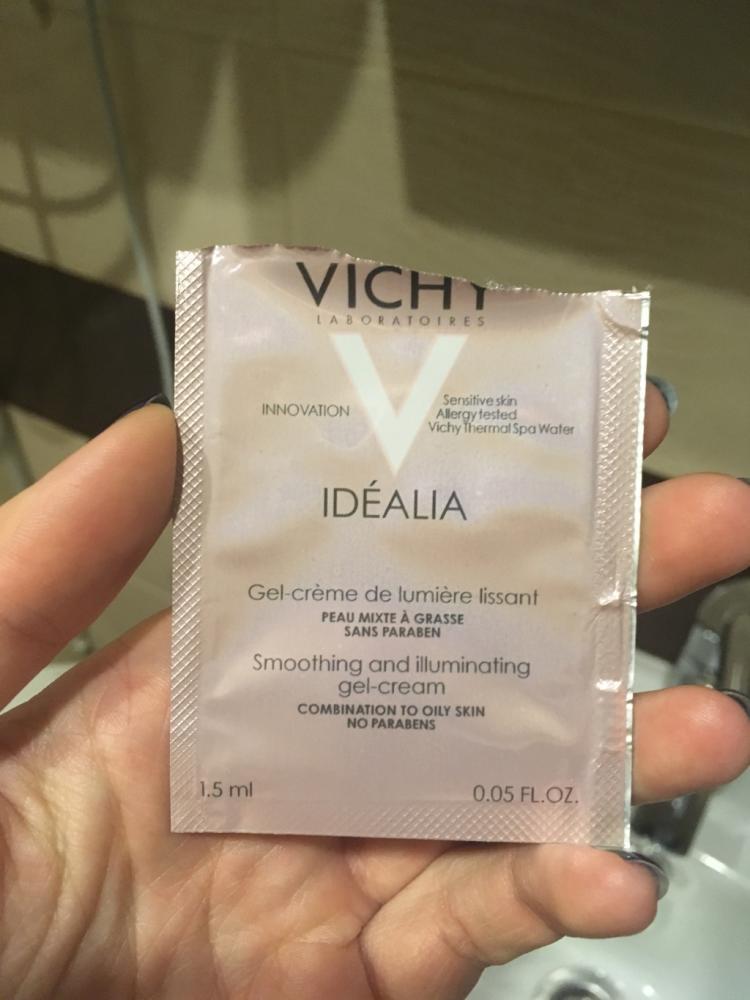 VICHY
LABORATOIRES
INNOVATION
Sensitive skin
Allergy tested
Vichy Thermal Spa Water
IDÉALIA
Gel-crème de lumière lissant
PEAU MIXTE À GRASSE
SANS PARABEN
Smoothing and illuminating
gel-cream
COMBINATION TO OILY SKIN
NO PARABENS
1.5 ml
0.05 FL.OZ.